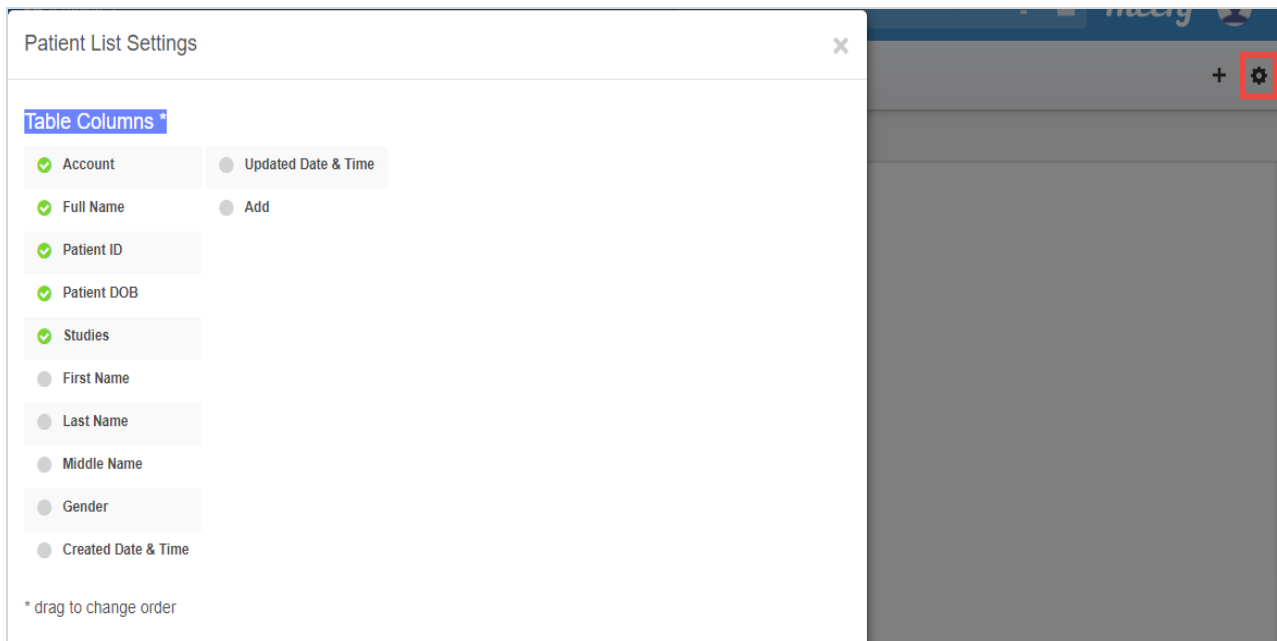 Patient List Settings
×
+
Table Columns *
Account
Full Name
Patient ID
Patient DOB
Studies
First Name
Last Name
Middle Name
Gender
Created Date & Time
Updated Date & Time
Add
* drag to change order